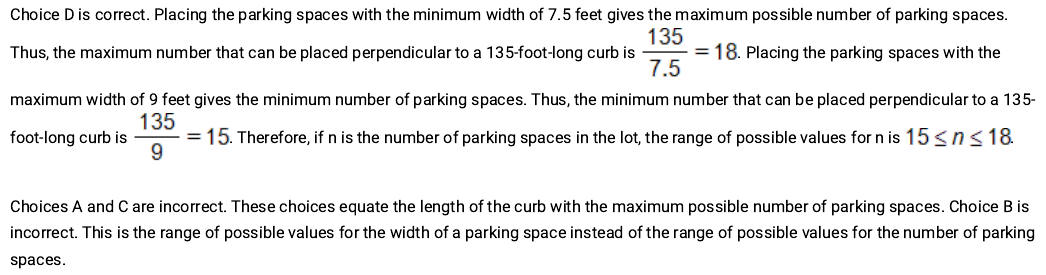 Choice D is correct. Placing the parking spaces with the minimum width of 7.5 feet gives the maximum possible number of parking spaces.
Thus, the maximum number that can be placed perpendicular to a 135-foot-long curb is 135/7.5 = 18. Placing the parking spaces with the
maximum width of 9 feet gives the minimum number of parking spaces. Thus, the minimum number that can be placed perpendicular to a 135-
foot-long curb is 135/9 = 15. Therefore, if n is the number of parking spaces in the lot, the range of possible values for n is 15 ≤ n ≤ 18.
Choices A and C are incorrect. These choices equate the length of the curb with the maximum possible number of parking spaces. Choice B is
incorrect. This is the range of possible values for the width of a parking space instead of the range of possible values for the number of parking
spaces.